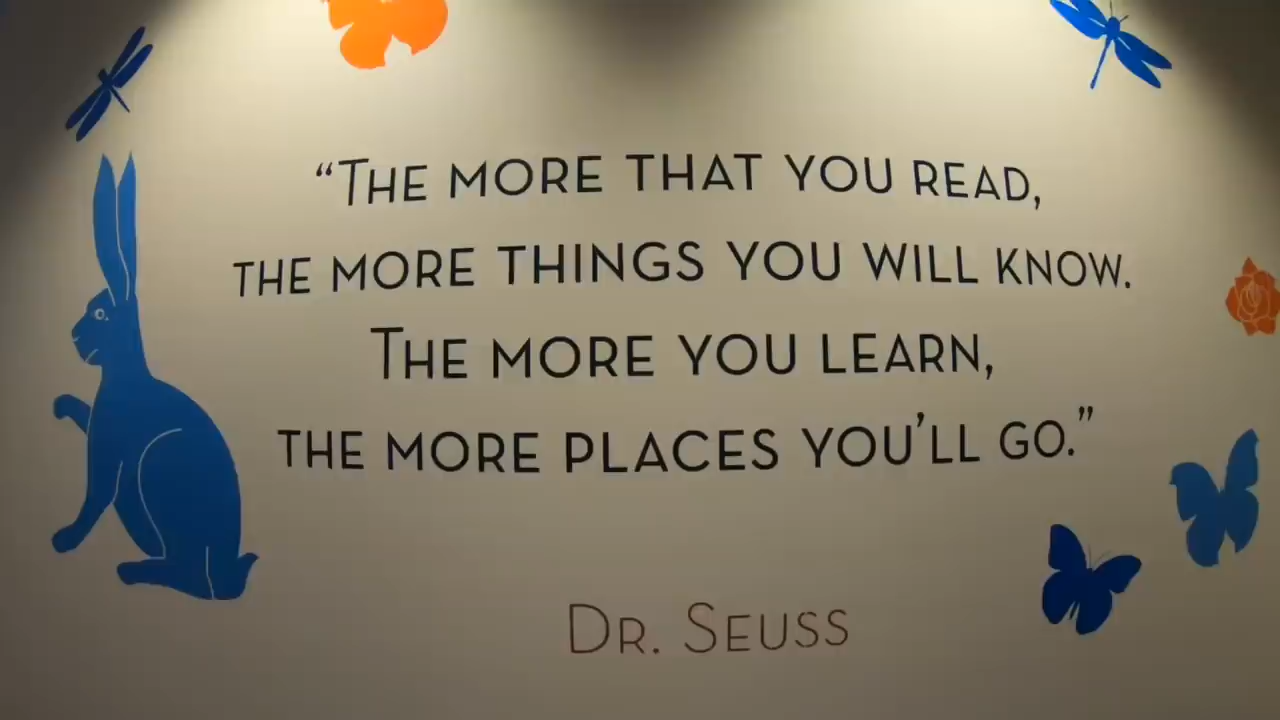 “The more that you read,
the more things you will know.
The more you learn,
the more places you’ll go.”
Dr. Seuss